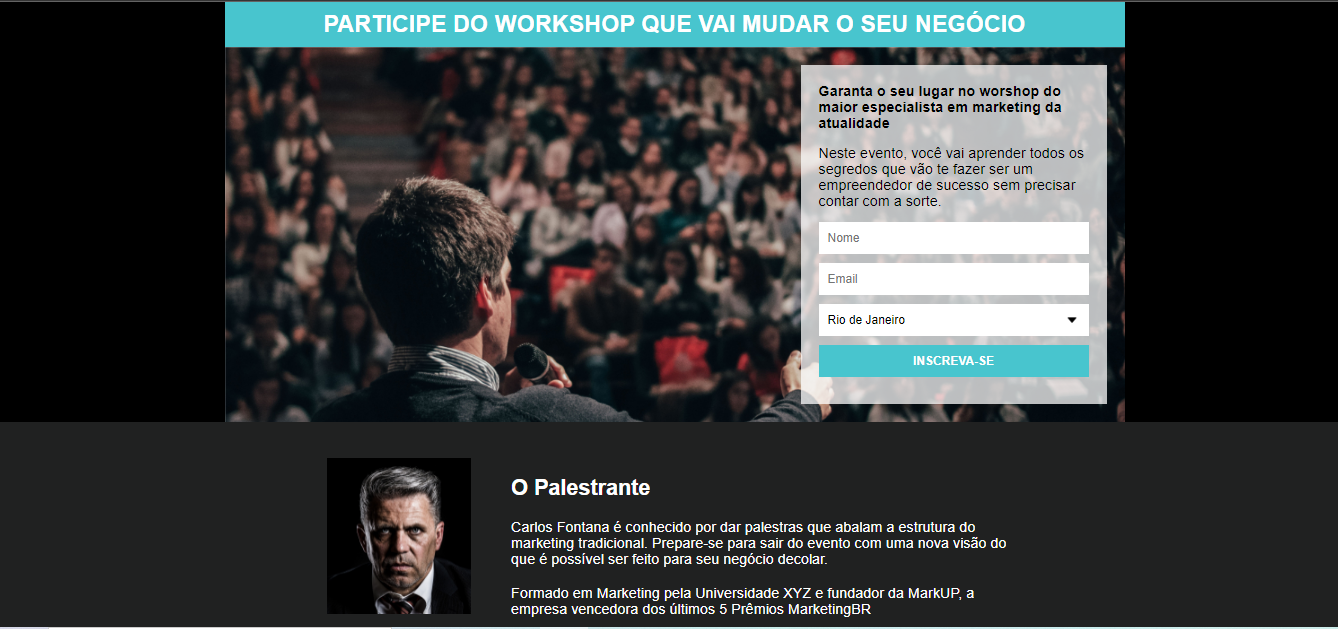 PARTICIPE DO WORKSHOP QUE VAI MUDAR O SEU NEGÓCIO
Garanta o seu lugar no worshop do
maior especialista em marketing da
atualidade
Neste evento, você vai aprender todos os
segredos que vão te fazer ser um
empreendedor de sucesso sem precisar
contar com a sorte.
Nome
Email
Rio de Janeiro
INSCREVA-SE
O Palestrante
Carlos Fontana é conhecido por dar palestras que abalam a estrutura do
marketing tradicional. Prepare-se para sair do evento com uma nova visão do
que é possível ser feito para seu negócio decolar.
Formado em Marketing pela Universidade XYZ e fundador da MarkUP, a
empresa vencedora dos últimos 5 Prêmios MarketingBR